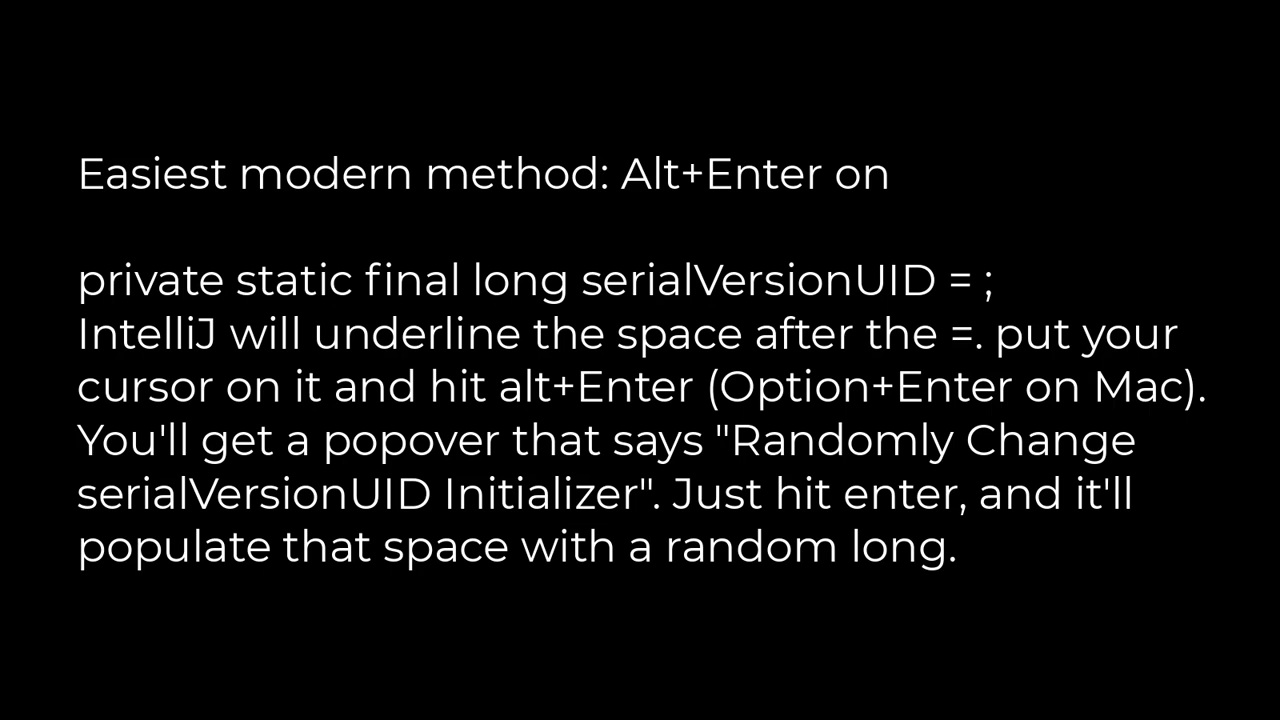 Easiest modern method: Alt+Enter on
private static final long serialVersionUID = ;
IntelliJ will underline the space after the =. put your
cursor on it and hit alt+Enter (Option+Enter on Mac).
You'll get a popover that says "Randomly Change
serialVersionUID Initializer". Just hit enter, and it'll
populate that space with a random long.